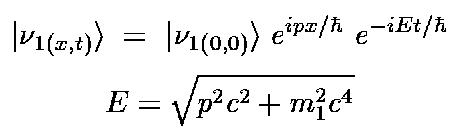 |ν₁₍ₓ,ₜ₎⟩ = |ν₁₍₀,₀₎⟩ e^{ipx/ħ} e^{-iEt/ħ}
E = √(p²c² + m₁²c⁴)